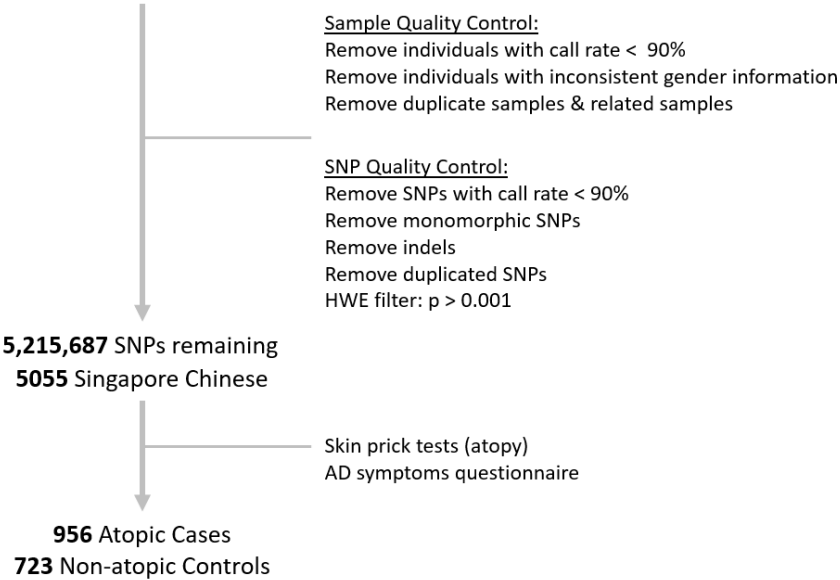 Sample Quality Control:
Remove individuals with call rate < 90%
Remove individuals with inconsistent gender information
Remove duplicate samples & related samples
SNP Quality Control:
Remove SNPs with call rate < 90%
Remove monomorphic SNPs
Remove indels
Remove duplicated SNPs
HWE filter: p > 0.001
5,215,687 SNPs remaining
5055 Singapore Chinese
Skin prick tests (atopy)
AD symptoms questionnaire
956 Atopic Cases
723 Non-atopic Controls